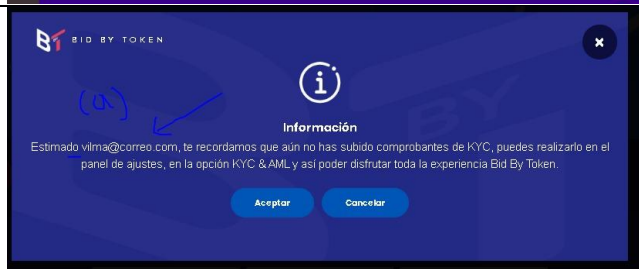 BID BY TOKEN
(a)
Información
Estimado vilma@correo.com, te recordamos que aún no has subido comprobantes de KYC, puedes realizarlo en el
panel de ajustes, en la opción KYC & AML y así poder disfrutar toda la experiencia Bid By Token.
Aceptar Cancelar